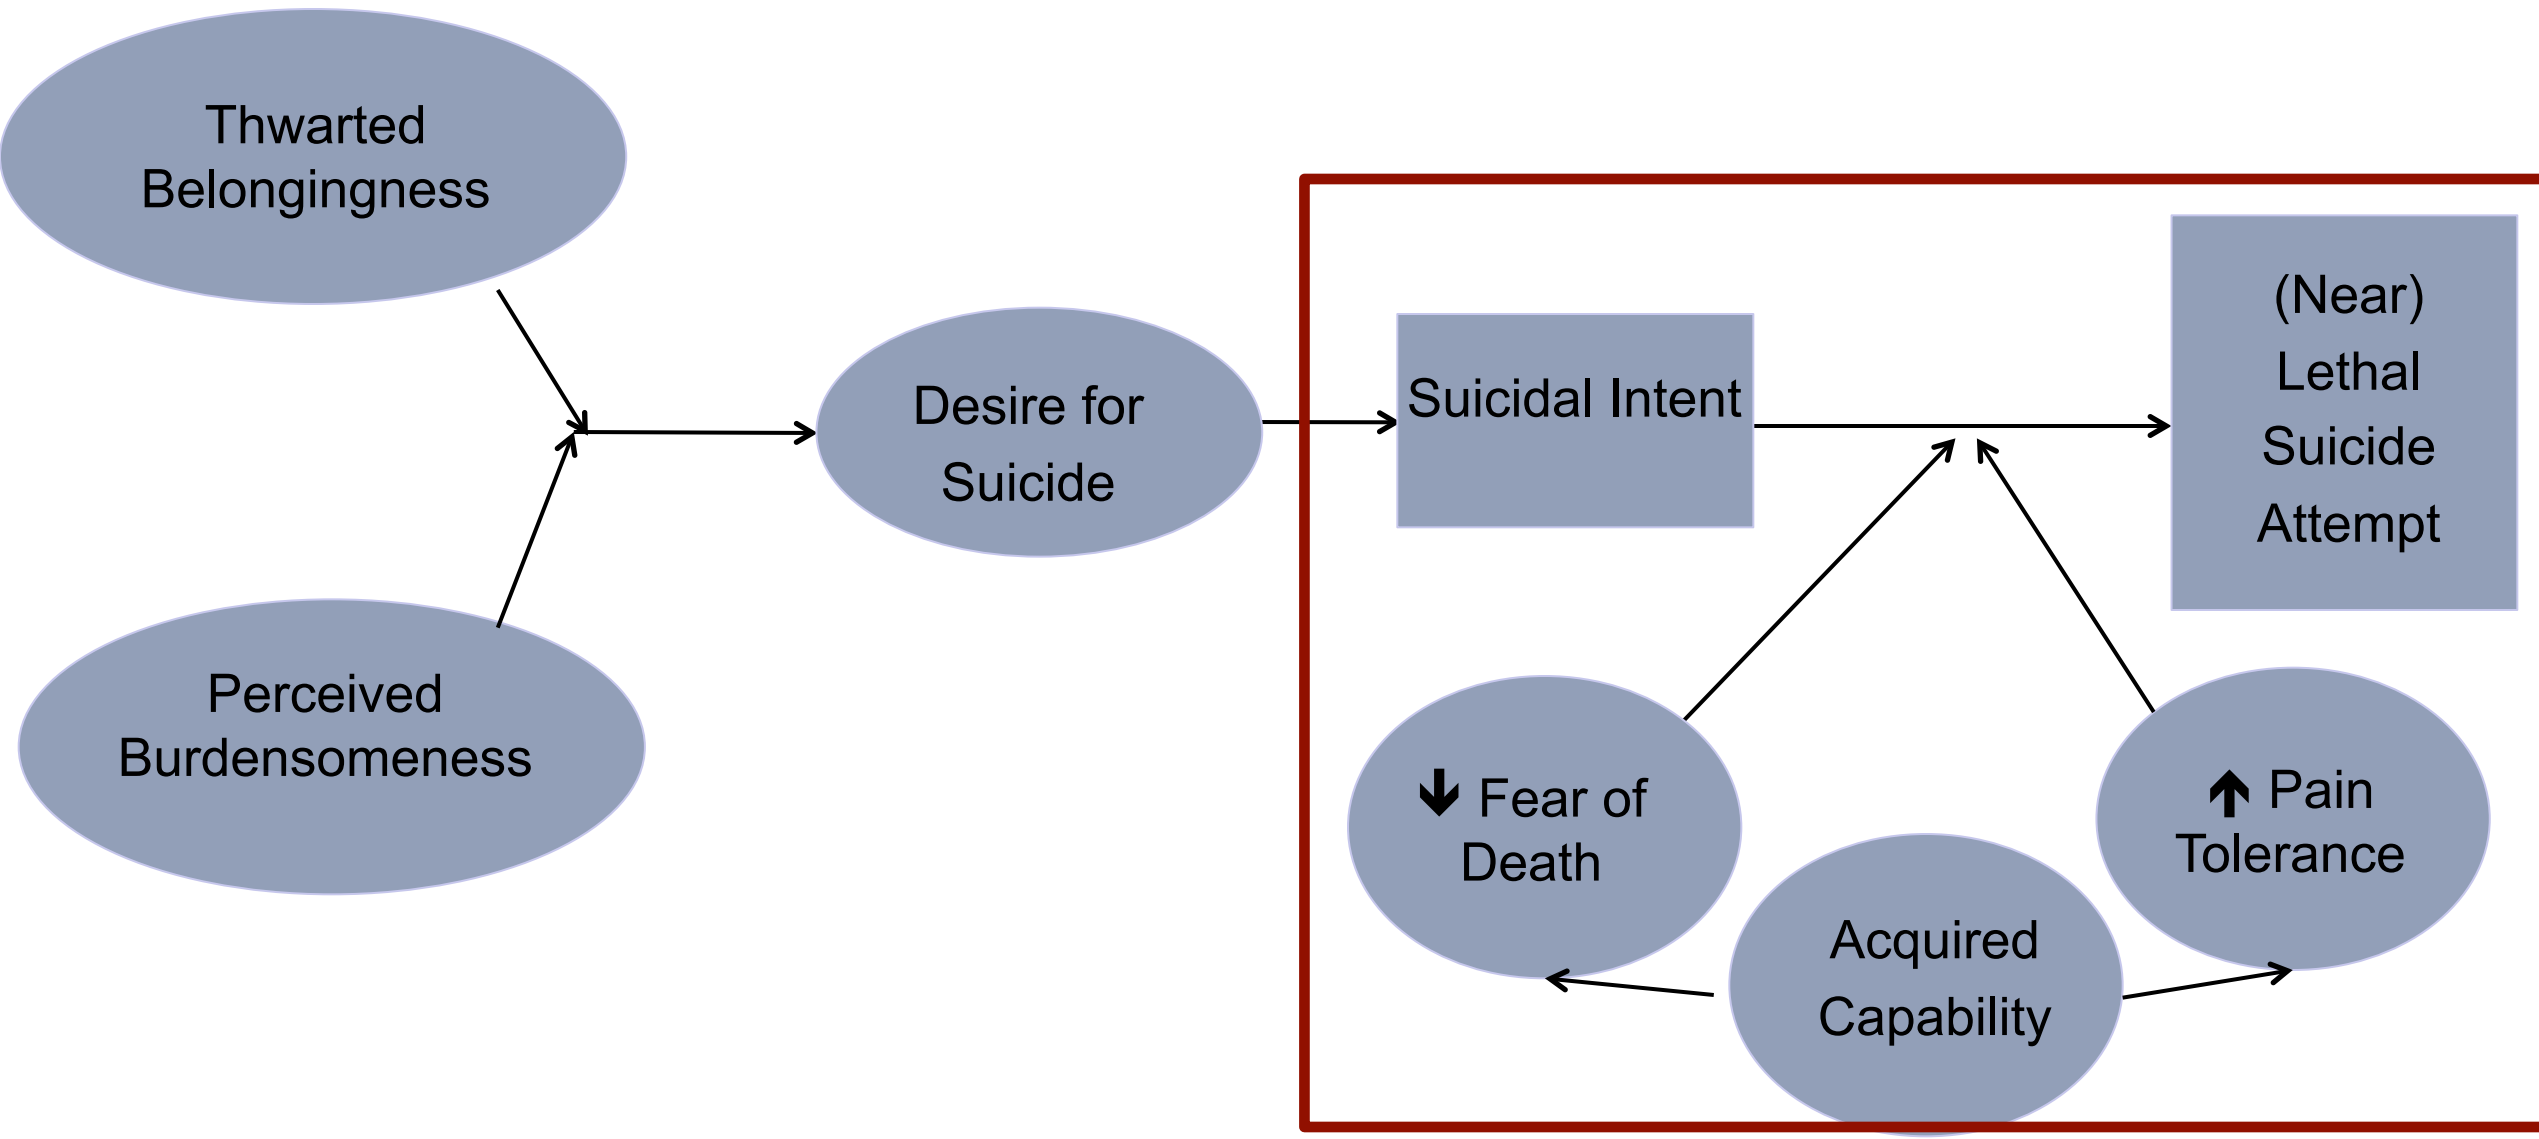 Thwarted
Belongingness
Perceived
Burdensomeness
Desire for
Suicide
Suicidal Intent
(Near)
Lethal
Suicide
Attempt
🡻 Fear of
Death
🡹 Pain
Tolerance
Acquired
Capability